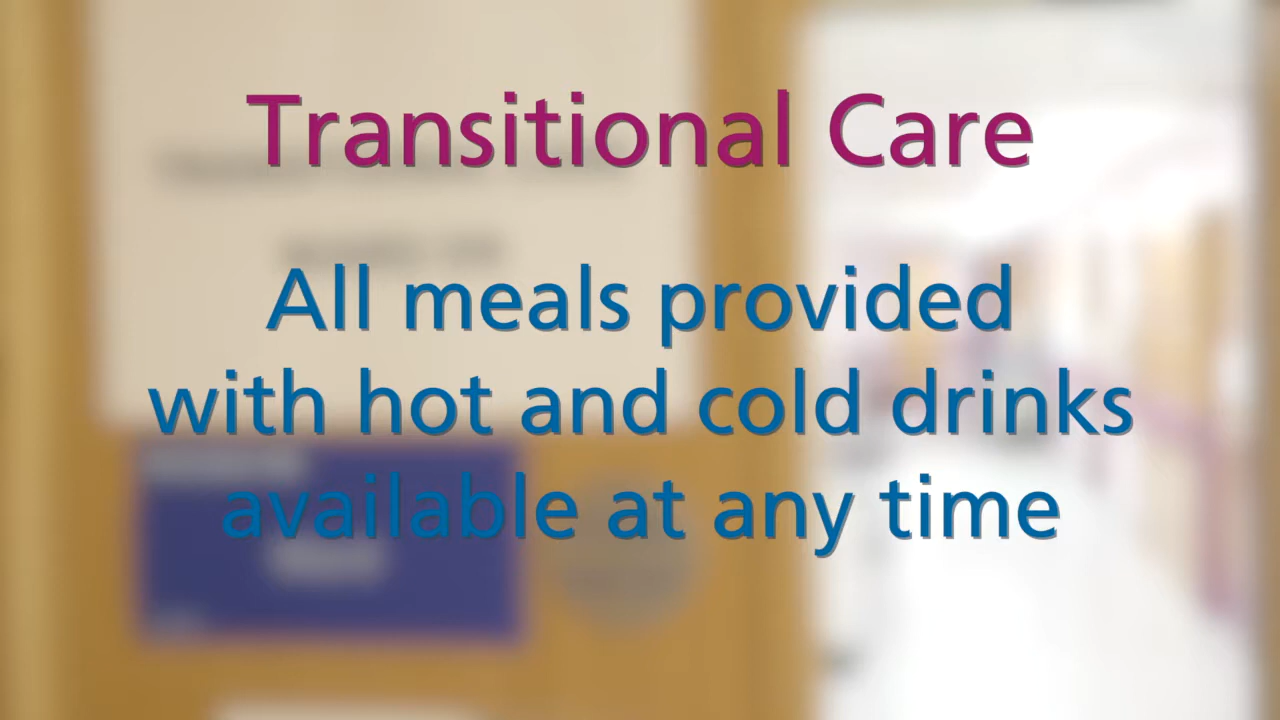 Transitional Care
All meals provided
with hot and cold drinks
available at any time